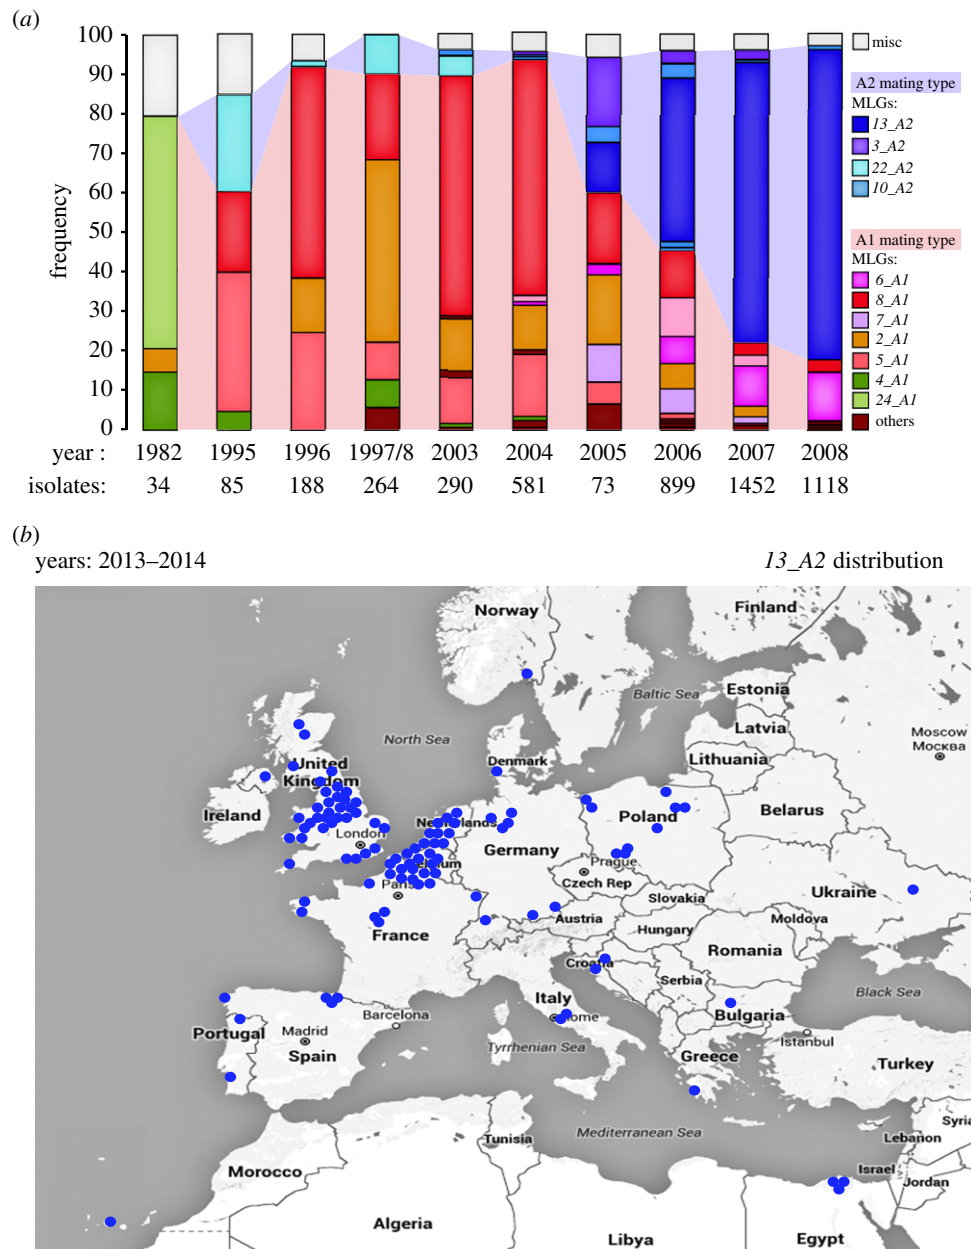 (a)
100
90
80
70
60
50
40
30
20
10
0
frequency
year : 1982 1995 1996 1997/8 2003 2004 2005 2006 2007 2008
isolates: 34 85 188 264 290 581 73 899 1452 1118
misc
A2 mating type
MLGs:
13_A2
3_A2
22_A2
10_A2
A1 mating type
MLGs:
6_A1
8_A1
7_A1
2_A1
5_A1
4_A1
24_A1
others
(b)
years: 2013–2014 13_A2 distribution
Norway
Finland
Baltic Sea
Estonia
Latvia
Moscow
Москва
North Sea
Denmark
Lithuania
United
Kingdom
Ireland
Belarus
London
Netherlands
Poland
Germany
Belgium
Prague
Paris
Czech Rep
Ukraine
Slovakia
Austria
Moldova
France
Hungary
Romania
Croatia
Serbia
Black Sea
Italy
Rome
Barcelona
Bulgaria
Portugal
Madrid
Istanbul
Spain
Tyrrhenian Sea
Greece
Turkey
Mediterranean Sea
Syria
Tunisia
Lebanon
Israel
Morocco
Jordan
Algeria
Libya
Egypt